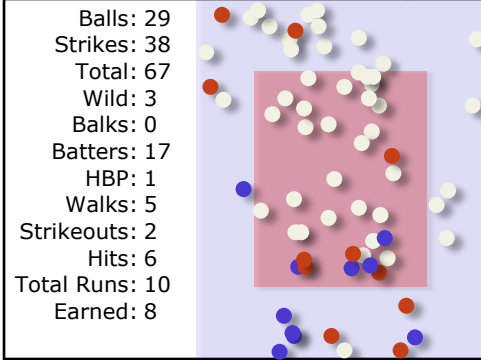 Balls: 29
Strikes: 38
Total: 67
Wild: 3
Balks: 0
Batters: 17
HBP: 1
Walks: 5
Strikeouts: 2
Hits: 6
Total Runs: 10
Earned: 8